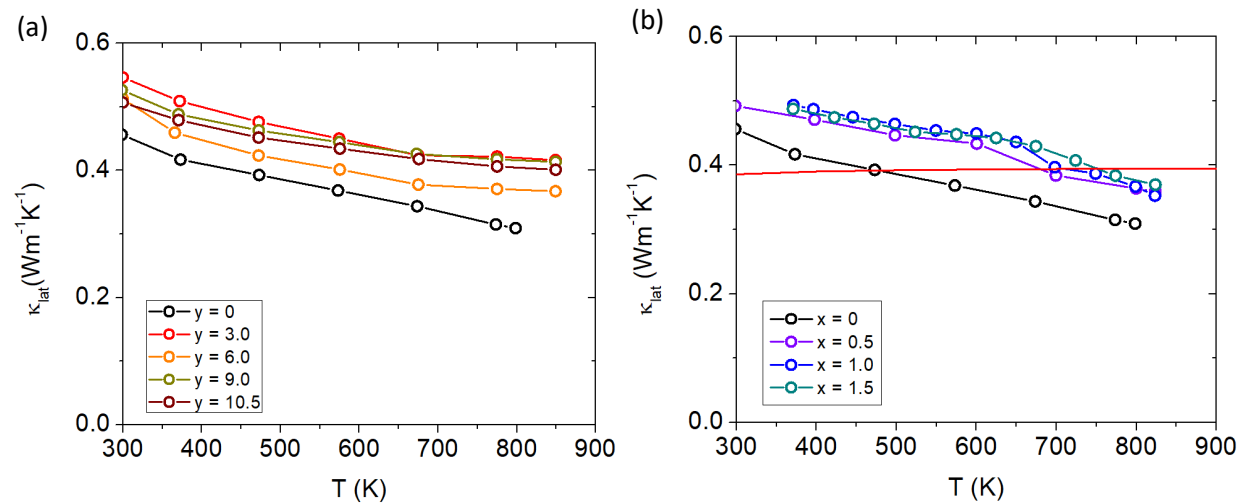 (a)
0.6
0.4
0.2
0.0
κlat(Wm-1K-1)
y = 0
y = 3.0
y = 6.0
y = 9.0
y = 10.5
300 400 500 600 700 800 900
T (K)
(b)
0.6
0.4
0.2
0.0
κlat (Wm-1K-1)
x = 0
x = 0.5
x = 1.0
x = 1.5
300 400 500 600 700 800 900
T (K)